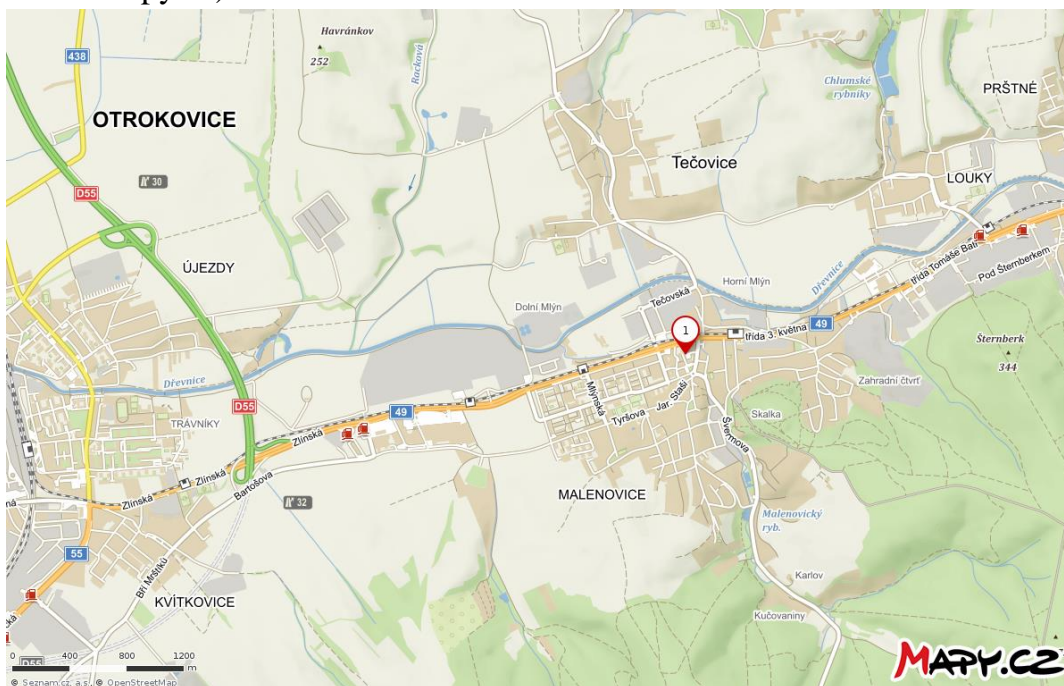 Havránkov
252
438
Racková
Chlumské
rybníky
PRŠTNÉ
OTROKOVICE
Tečovice
LOUKY
30
D55
ÚJEZDY
třída Tomáše Bati
Pod Šternberkem
Dřevnice
Horní Mlýn
Tečovská
Dolní Mlýn
1
49
třída 3. května
Šternberk
344
Dřevnice
Mlýnská
Zahradní čtvrť
Jar. Staši
D55
49
Tyršova
Skalka
TRÁVNÍKY
Zlínská
Švermova
Zlínská
Bartošova
Zlínská
32
MALENOVICE
Malenovický
ryb.
55
Bří Mrštíků
Karlov
KVÍTKOVICE
Kučovaniny
0 400 800 1200
m
D55
MAPY.CZ
© Seznam.cz, a.s., © OpenStreetMap